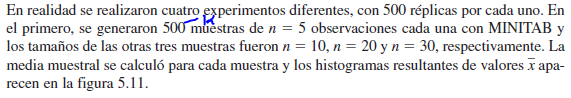 En realidad se realizaron cuatro experimentos diferentes, con 500 réplicas por cada uno. En
el primero, se generaron 500 muestras de n = 5 observaciones cada una con MINITAB y
los tamaños de las otras tres muestras fueron n = 10, n = 20 y n = 30, respectivamente. La
media muestral se calculó para cada muestra y los histogramas resultantes de valores x̅ apa-
recen en la figura 5.11.